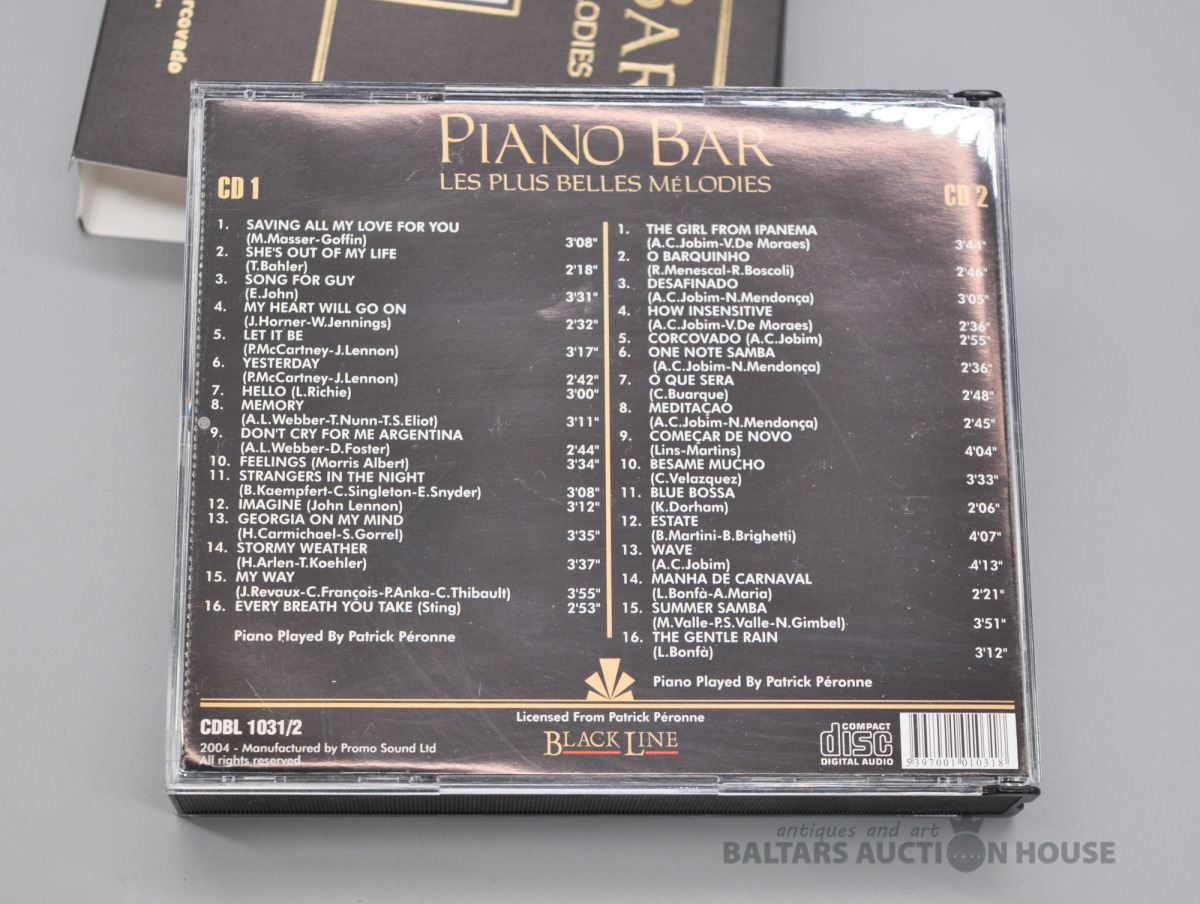 rcovado
LODIES
BAR
PIANO BAR
LES PLUS BELLES MéLODIES
CD 1
1. SAVING ALL MY LOVE FOR YOU
(M.Masser-Goffin) 3'08"
2. SHE'S OUT OF MY LIFE
(T.Bahler) 2'18"
3. SONG FOR GUY
(E.John) 3'31"
4. MY HEART WILL GO ON
(J.Horner-W.Jennings) 2'32"
5. LET IT BE
(P.McCartney-J.Lennon) 3'17"
6. YESTERDAY
(P.McCartney-J.Lennon) 2'42"
7. HELLO (L.Richie) 3'00"
8. MEMORY
(A.L.Webber-T.Nunn-T.S.Eliot) 3'11"
9. DON'T CRY FOR ME ARGENTINA
(A.L.Webber-D.Foster) 2'44"
10. FEELINGS (Morris Albert) 3'34"
11. STRANGERS IN THE NIGHT
(B.Kaempfert-C.Singleton-E.Snyder) 3'08"
12. IMAGINE (John Lennon) 3'12"
13. GEORGIA ON MY MIND
(H.Carmichael-S.Gorrel) 3'35"
14. STORMY WEATHER
(H.Arlen-T.Koehler) 3'37"
15. MY WAY
(J.Revaux-C.François-P.Anka-C.Thibault) 3'55"
16. EVERY BREATH YOU TAKE (Sting) 2'53"
Piano Played By Patrick Péronne
CD 2
1. THE GIRL FROM IPANEMA
(A.C.Jobim-V.De Moraes) 3'44"
2. O BARQUINHO
(R.Menescal-R.Boscoli) 2'46"
3. DESAFINADO
(A.C.Jobim-N.Mendonça) 3'05"
4. HOW INSENSITIVE
(A.C.Jobim-V.De Moraes) 2'36"
5. CORCOVADO (A.C.Jobim) 2'55"
6. ONE NOTE SAMBA
(A.C.Jobim-N.Mendonça) 2'36"
7. O QUE SERA
(C.Buarque) 2'48"
8. MEDITAÇAO
(A.C.Jobim-N.Mendonça) 2'45"
9. COMEÇAR DE NOVO
(Lins-Martins) 4'04"
10. BESAME MUCHO
(C.Velazquez) 3'33"
11. BLUE BOSSA
(K.Dorham) 2'06"
12. ESTATE
(B.Martini-B.Brighetti) 4'07"
13. WAVE
(A.C.Jobim) 4'13"
14. MANHA DE CARNAVAL
(L.Bonfà-A.Maria) 2'21"
15. SUMMER SAMBA
(M.Valle-P.S.Valle-N.Gimbel) 3'51"
16. THE GENTLE RAIN
(L.Bonfà) 3'12"
Piano Played By Patrick Péronne
CDBL 1031/2
2004 - Manufactured by Promo Sound Ltd
All rights reserved
Licensed From Patrick Péronne
BLACK LINE
COMPACT
disc
DIGITAL AUDIO
5397001010318
antiques and art
BALTARS AUCTION HOUSE